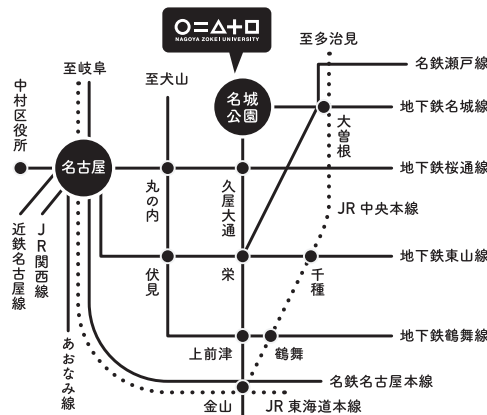 NAGOYA ZOKEI UNIVERSITY
至多治見
名鉄瀬戸線
至岐阜
至犬山
中村区役所
名城
公園
地下鉄名城線
大曽根
名古屋
地下鉄桜通線
丸の内
久屋大通
JR中央本線
近鉄名古屋線
JR関西線
地下鉄東山線
伏見
栄
千種
地下鉄鶴舞線
あおなみ線
上前津
鶴舞
名鉄名古屋本線
金山
JR東海道本線